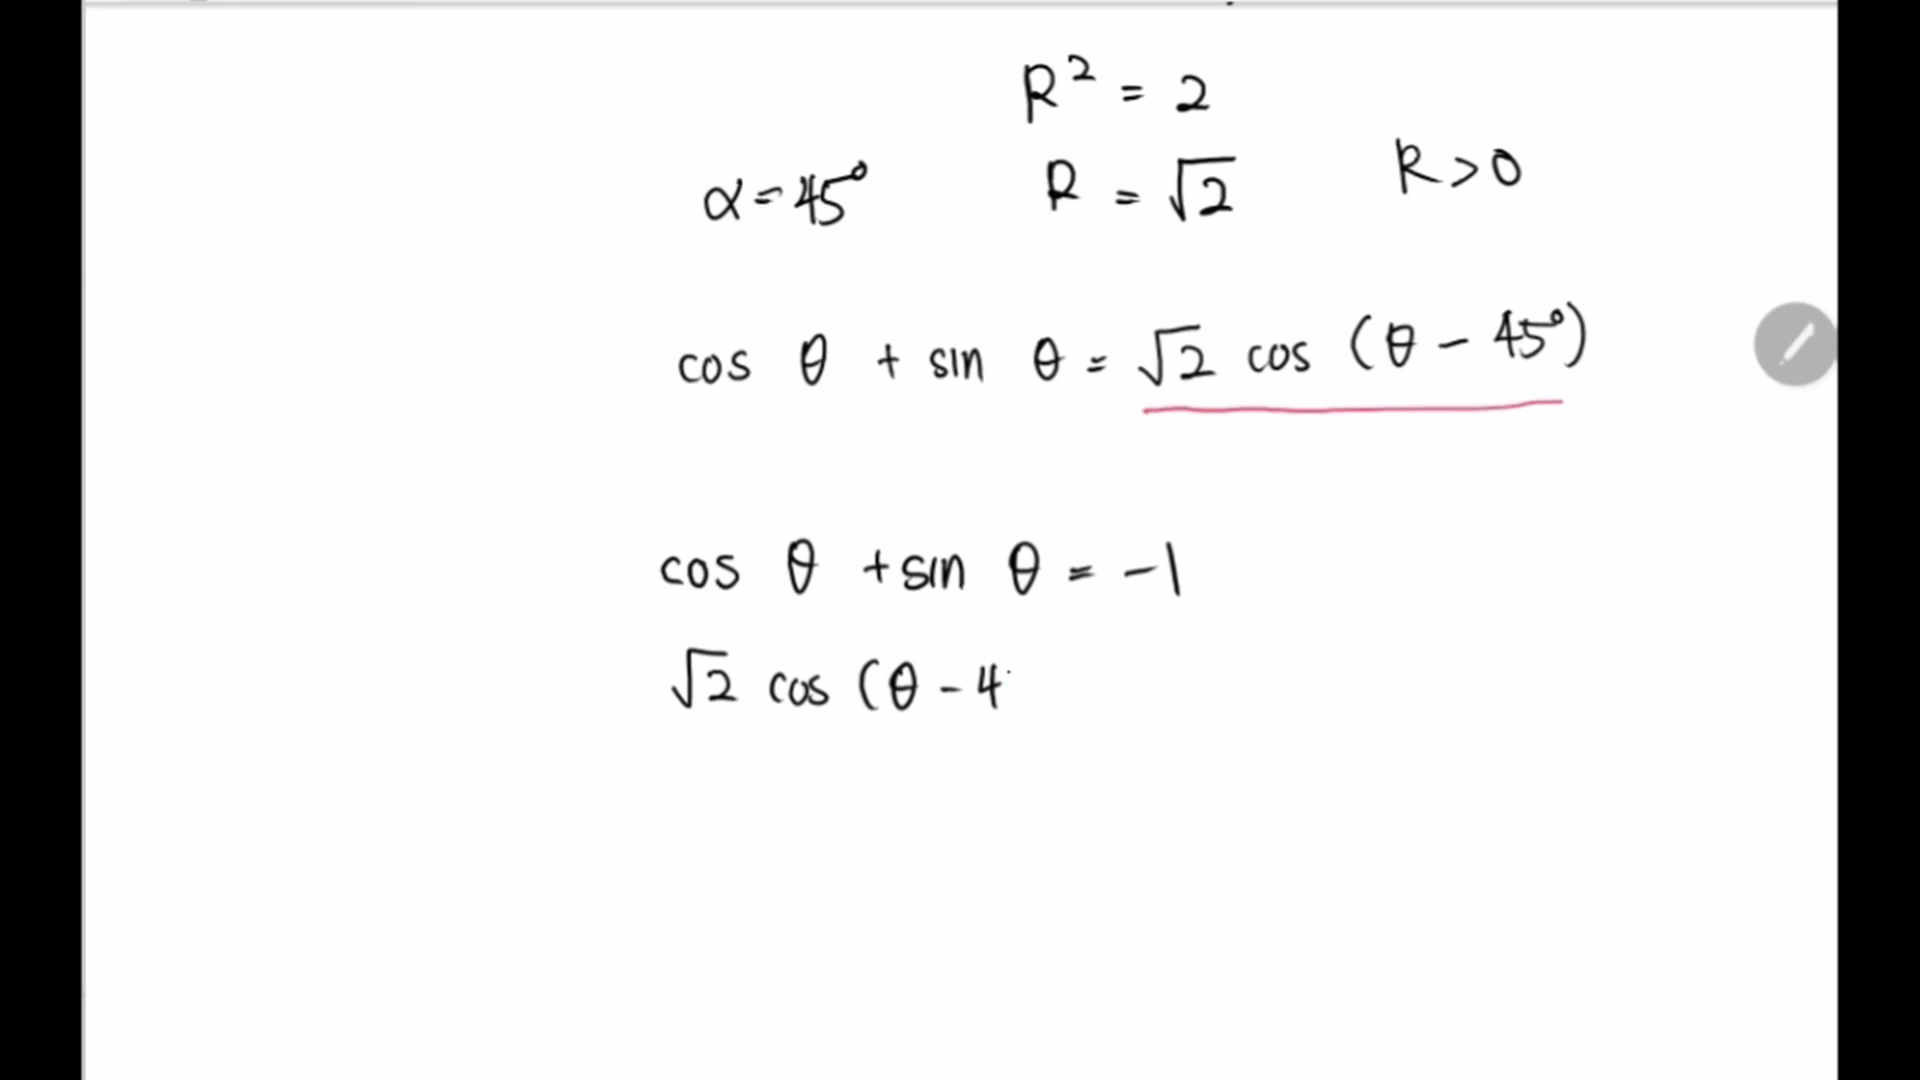 R² = 2
α = 45° R = √2 R > 0
cos θ + sin θ = √2 cos (θ - 45°)
cos θ + sin θ = -1
√2 cos (θ - 4